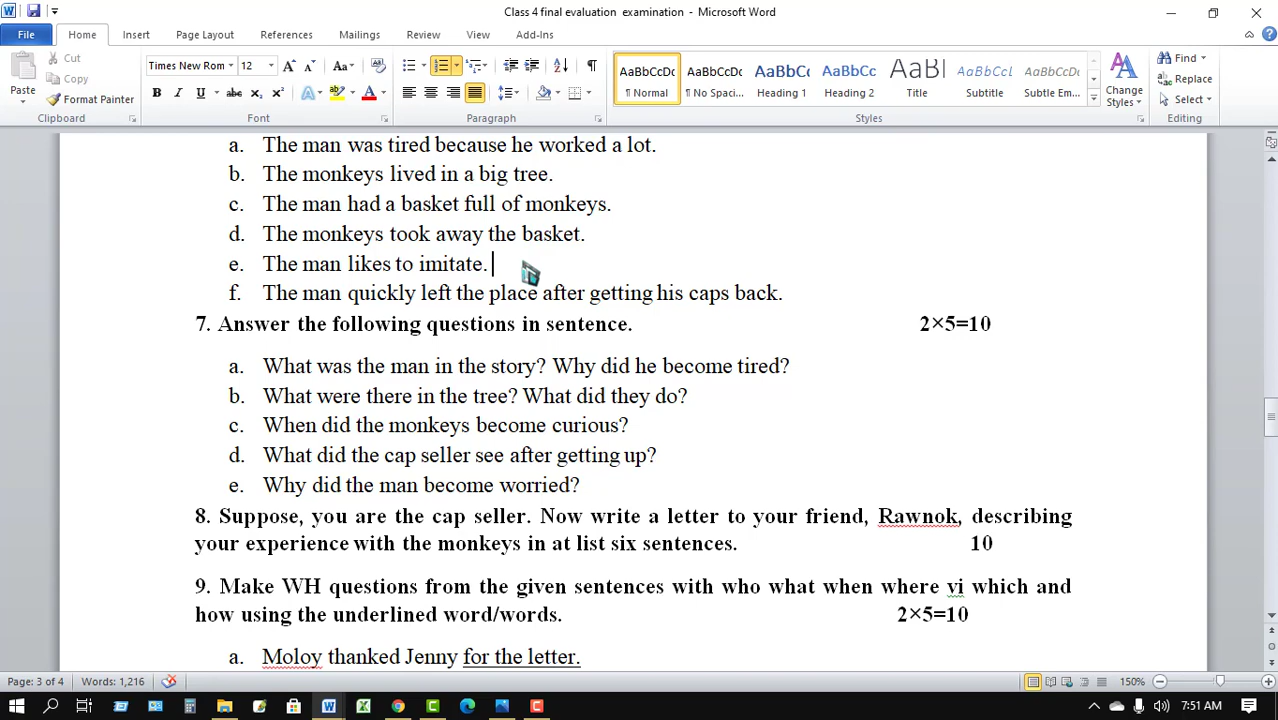 Class 4 final evaluation examination - Microsoft Word
File Home Insert Page Layout References Mailings Review View Add-Ins
Cut
Copy
Format Painter
Paste
Clipboard
Times New Rom 12
Font
Paragraph
AaBbCcDc AaBbCcDc AaBbCc AaBbCc AaBl AaBbCcDc AaBbCcDc
¶ Normal ¶ No Spaci... Heading 1 Heading 2 Title Subtitle Subtle Em...
Styles
Change Styles
Find
Replace
Select
Editing
a. The man was tired because he worked a lot.
b. The monkeys lived in a big tree.
c. The man had a basket full of monkeys.
d. The monkeys took away the basket.
e. The man likes to imitate.
f. The man quickly left the place after getting his caps back.
7. Answer the following questions in sentence. 2×5=10
a. What was the man in the story? Why did he become tired?
b. What were there in the tree? What did they do?
c. When did the monkeys become curious?
d. What did the cap seller see after getting up?
e. Why did the man become worried?
8. Suppose, you are the cap seller. Now write a letter to your friend, Rawnok, describing
your experience with the monkeys in at list six sentences. 10
9. Make WH questions from the given sentences with who what when where vi which and
how using the underlined word/words. 2×5=10
a. Moloy thanked Jenny for the letter.
Page: 3 of 4 Words: 1,216 150%
7:51 AM